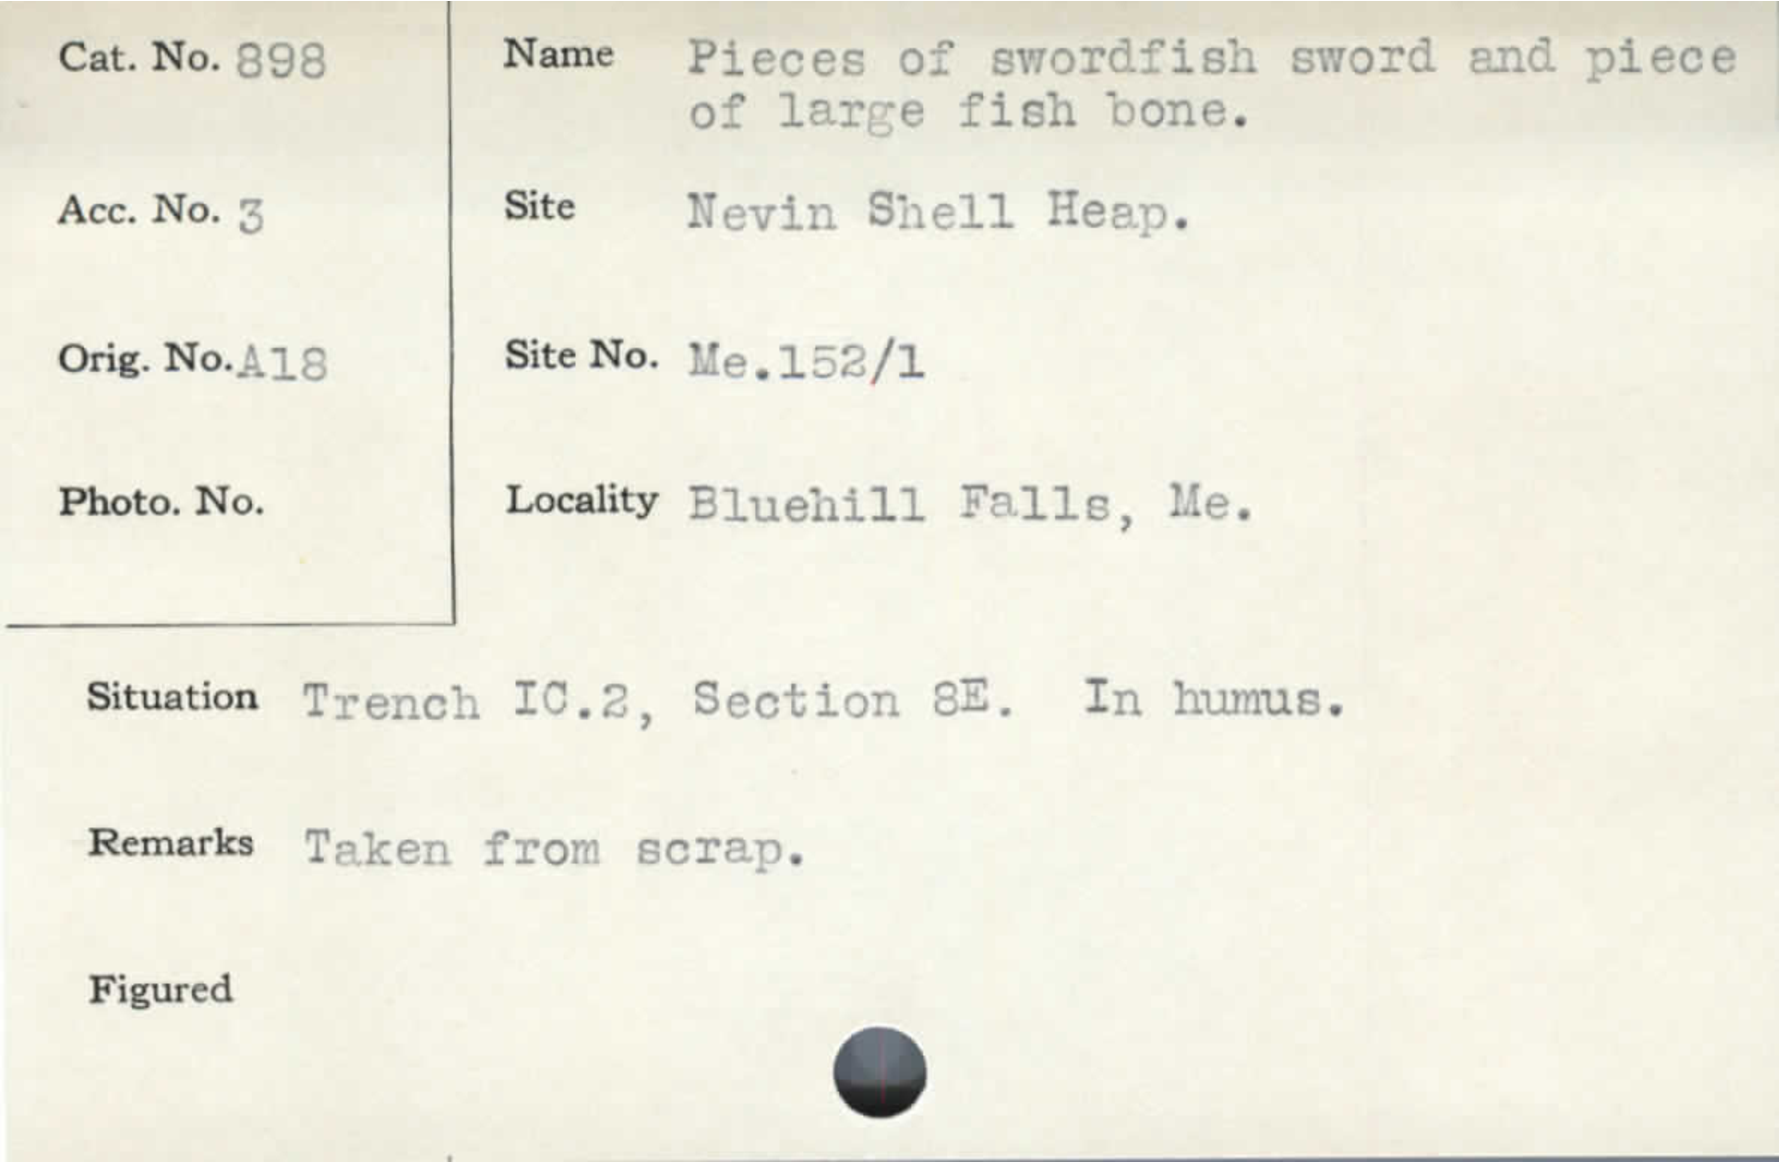 Cat. No. 898
Name Pieces of swordfish sword and piece
of large fish bone.
Acc. No. 3
Site Nevin Shell Heap.
Orig. No. A18
Site No. Me.152/1
Photo. No.
Locality Bluehill Falls, Me.
Situation Trench IC.2, Section 8E. In humus.
Remarks Taken from scrap.
Figured